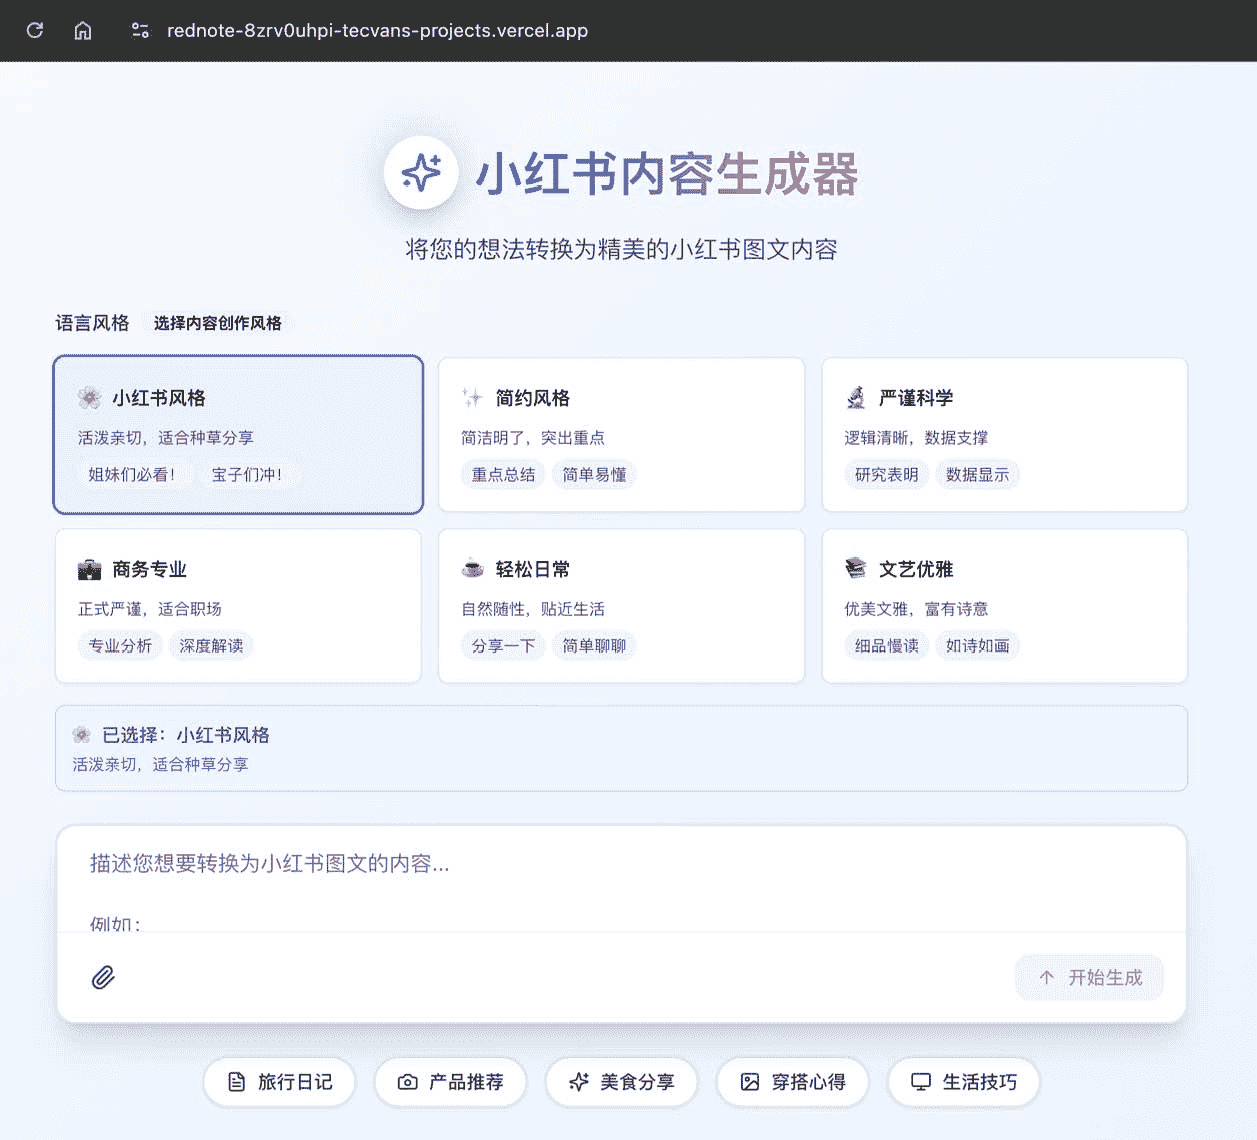 rednote-8zrv0uhpi-tecvans-projects.vercel.app
小红书内容生成器
将您的想法转换为精美的小红书图文内容
语言风格 选择内容创作风格
小红书风格
活泼亲切，适合种草分享
姐妹们必看！ 宝子们冲！
简约风格
简洁明了，突出重点
重点总结 简单易懂
严谨科学
逻辑清晰，数据支撑
研究表明 数据显示
商务专业
正式严谨，适合职场
专业分析 深度解读
轻松日常
自然随性，贴近生活
分享一下 简单聊聊
文艺优雅
优美文雅，富有诗意
细品慢读 如诗如画
已选择：小红书风格
活泼亲切，适合种草分享
描述您想要转换为小红书图文的内容...
例如：
开始生成
旅行日记 产品推荐 美食分享 穿搭心得 生活技巧